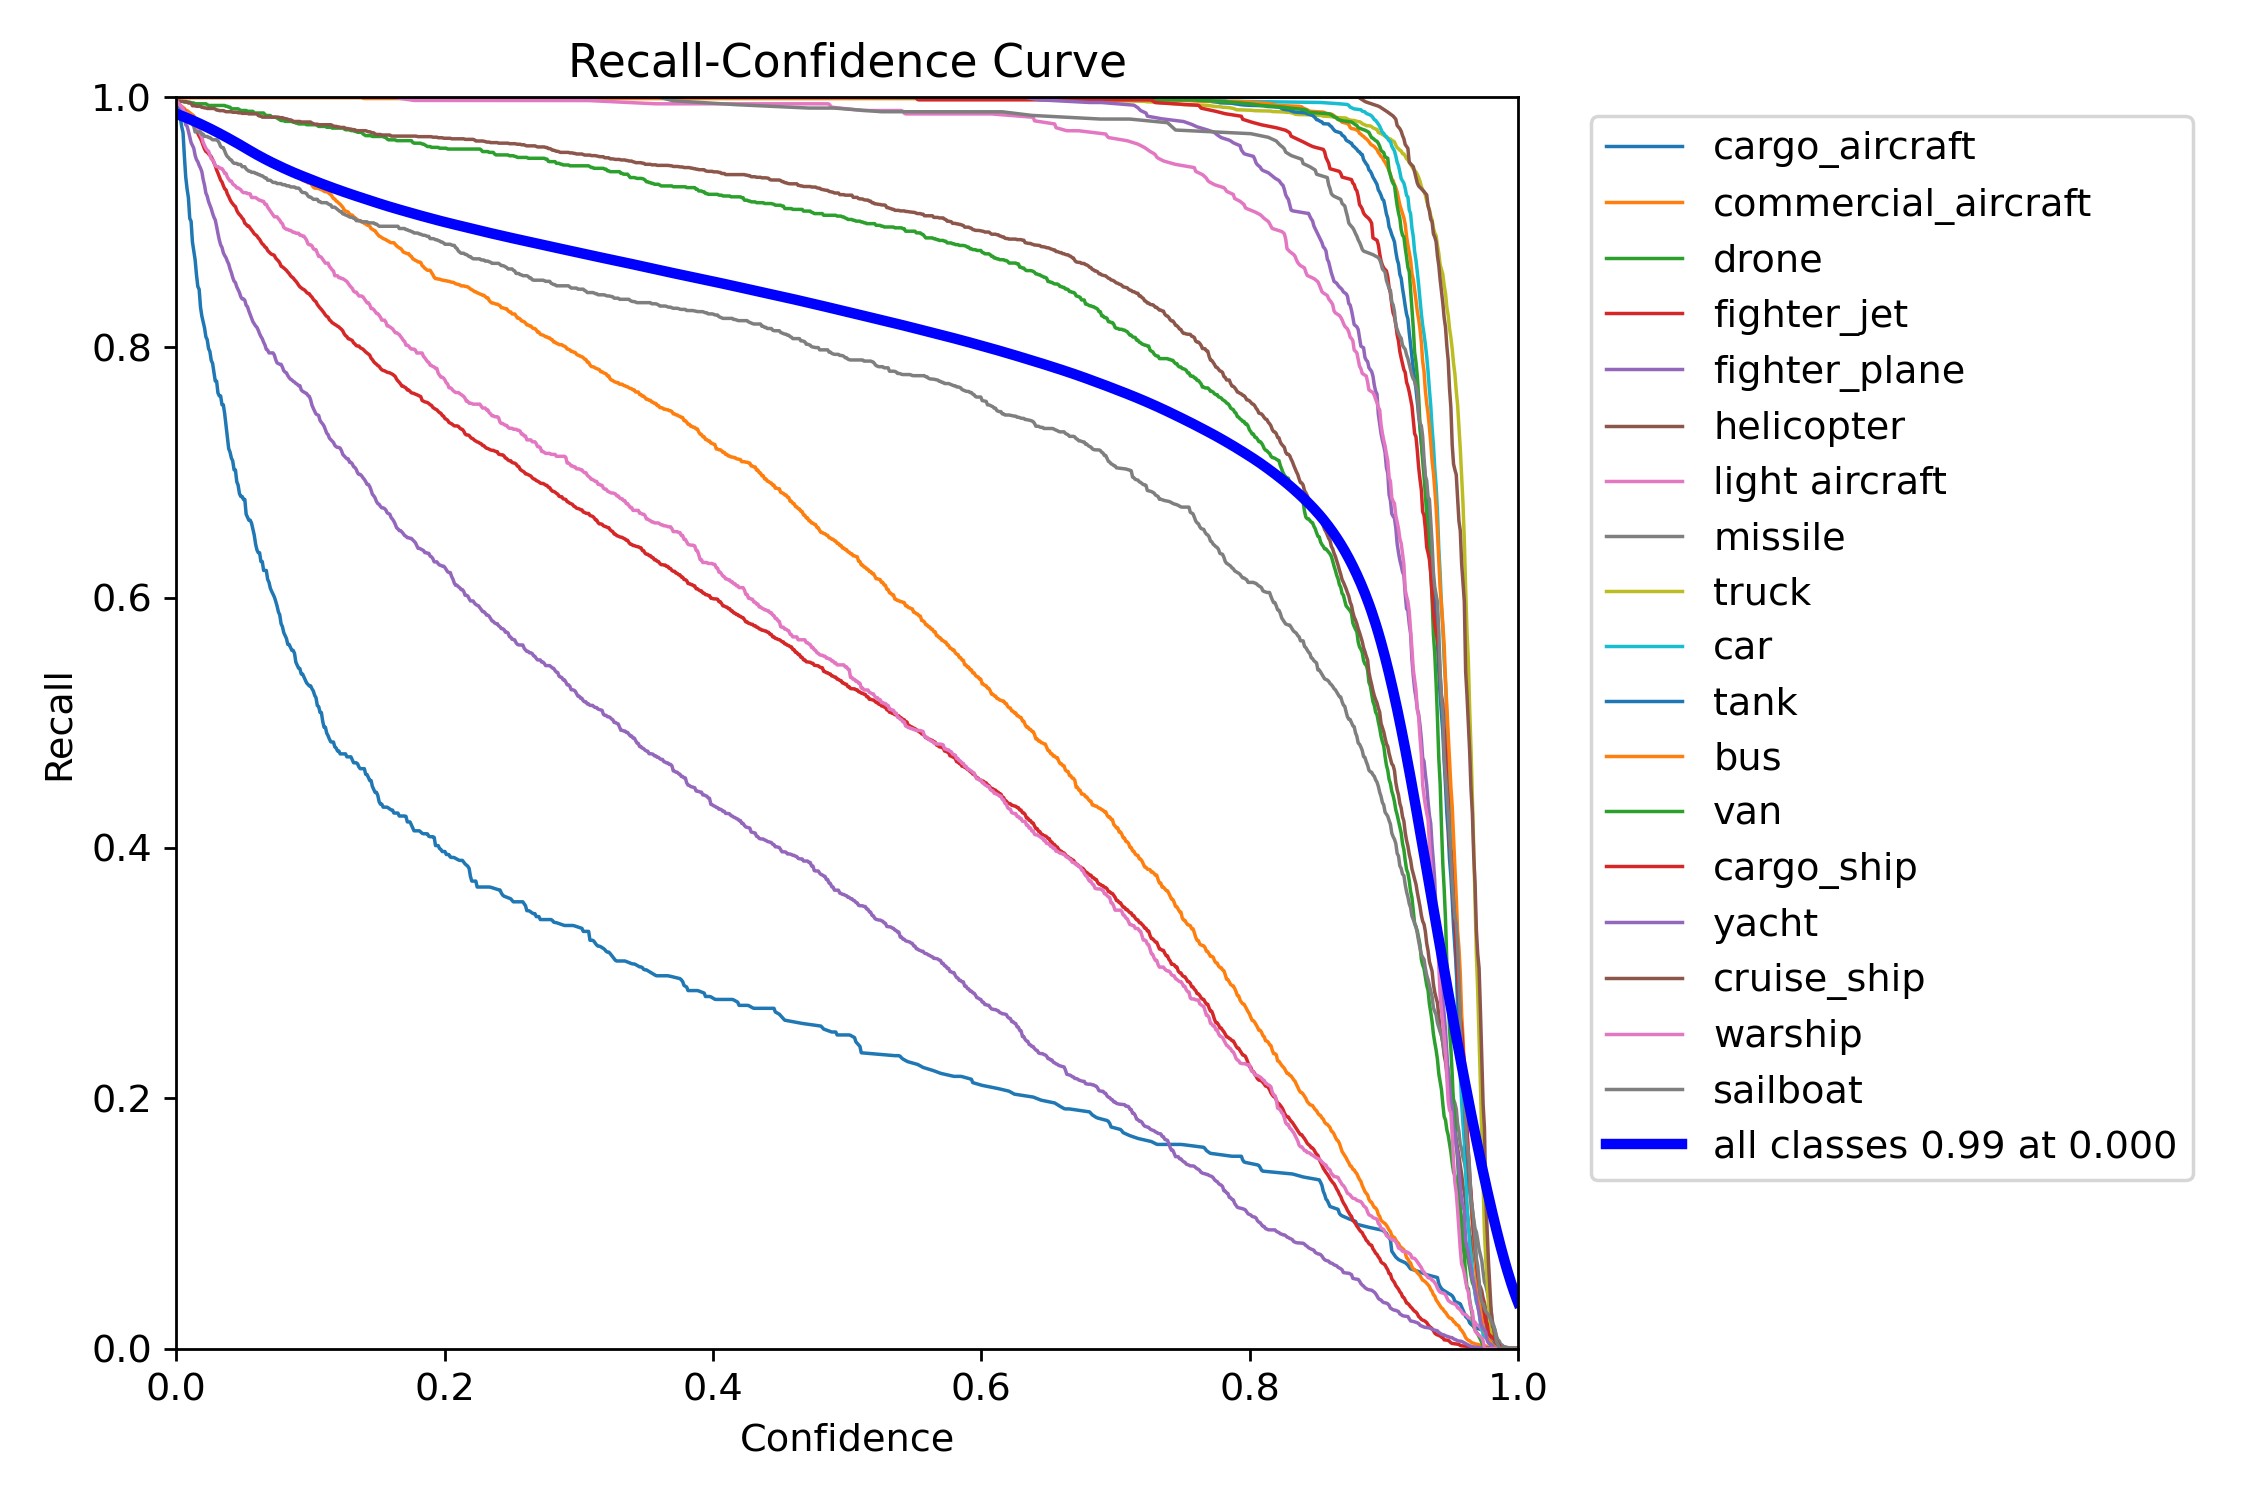 Recall-Confidence Curve
1.0
0.8
0.6
0.4
0.2
0.0
Recall
0.0 0.2 0.4 0.6 0.8 1.0
Confidence
cargo_aircraft
commercial_aircraft
drone
fighter_jet
fighter_plane
helicopter
light aircraft
missile
truck
car
tank
bus
van
cargo_ship
yacht
cruise_ship
warship
sailboat
all classes 0.99 at 0.000